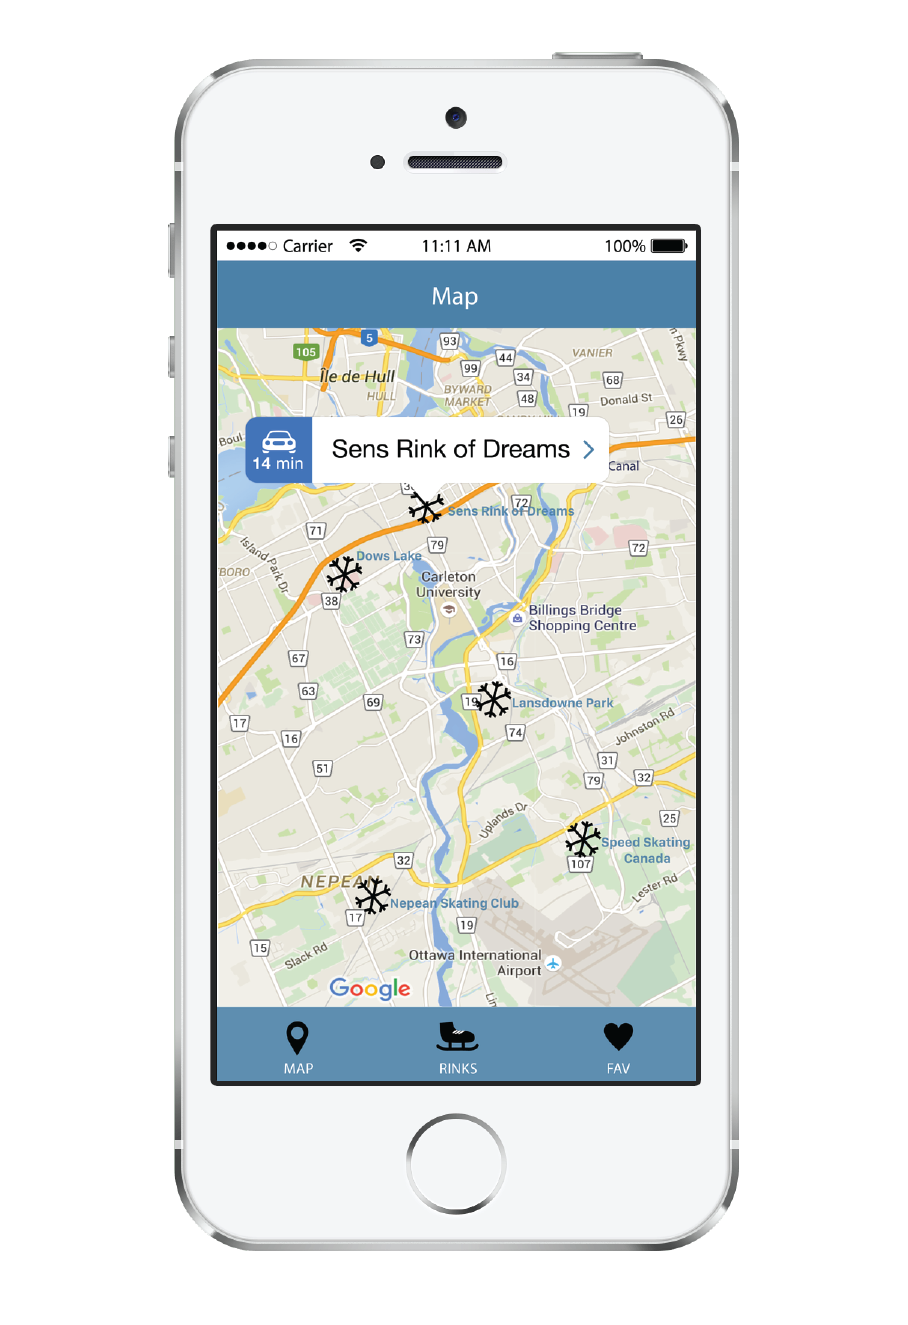 Carrier
11:11 AM
100%
Map
5
93
105
44
VANIER
Île de Hull
99
34
68
HULL
BYWARD
MARKET
48
Donald St
19
26
Boul
14 min
Sens Rink of Dreams
Canal
72
Sens Rink of Dreams
71
Island Park Dr
79
72
Dows Lake
BORO
Carleton
University
38
Billings Bridge
Shopping Centre
73
67
16
63
69
19
Lansdowne Park
17
16
74
Johnston Rd
51
31
79
32
Uplands Dr
25
Speed Skating
Canada
32
107
NEPEAN
Lester Rd
Nepean Skating Club
17
19
15
Slack Rd
Ottawa International
Airport
Google
MAP
RINKS
FAV